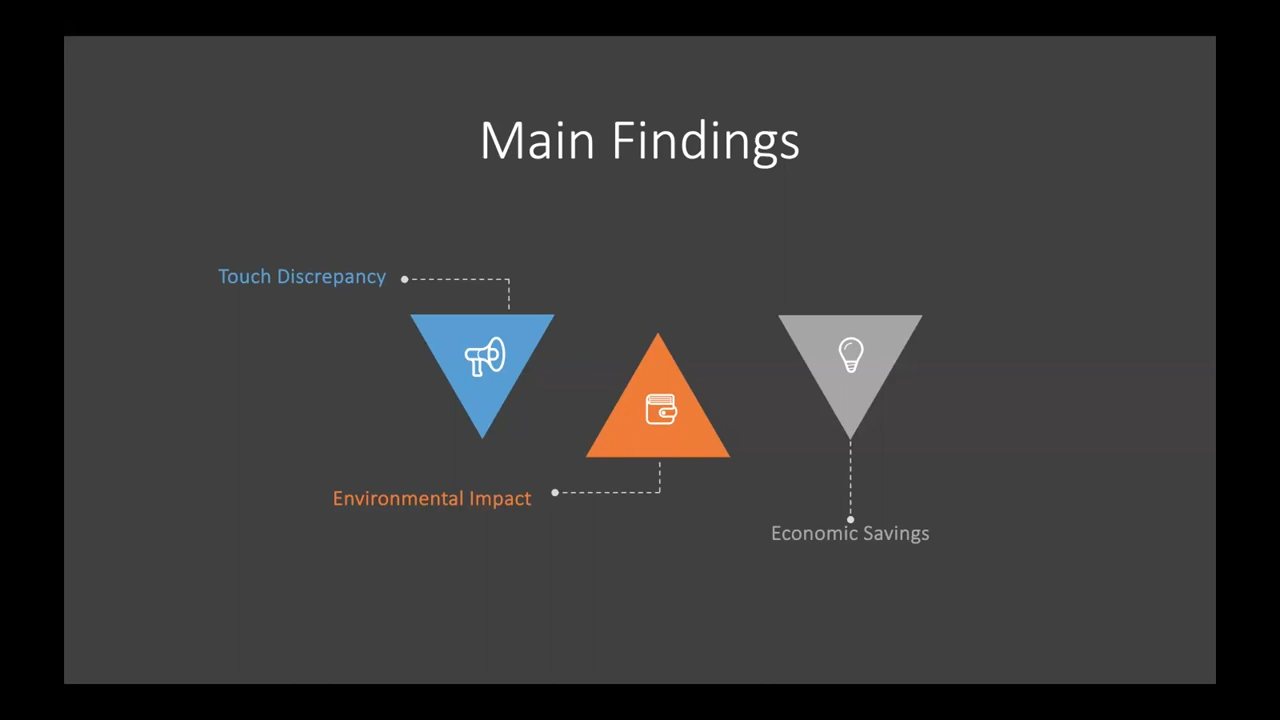 Main Findings
Touch Discrepancy
Environmental Impact
Economic Savings